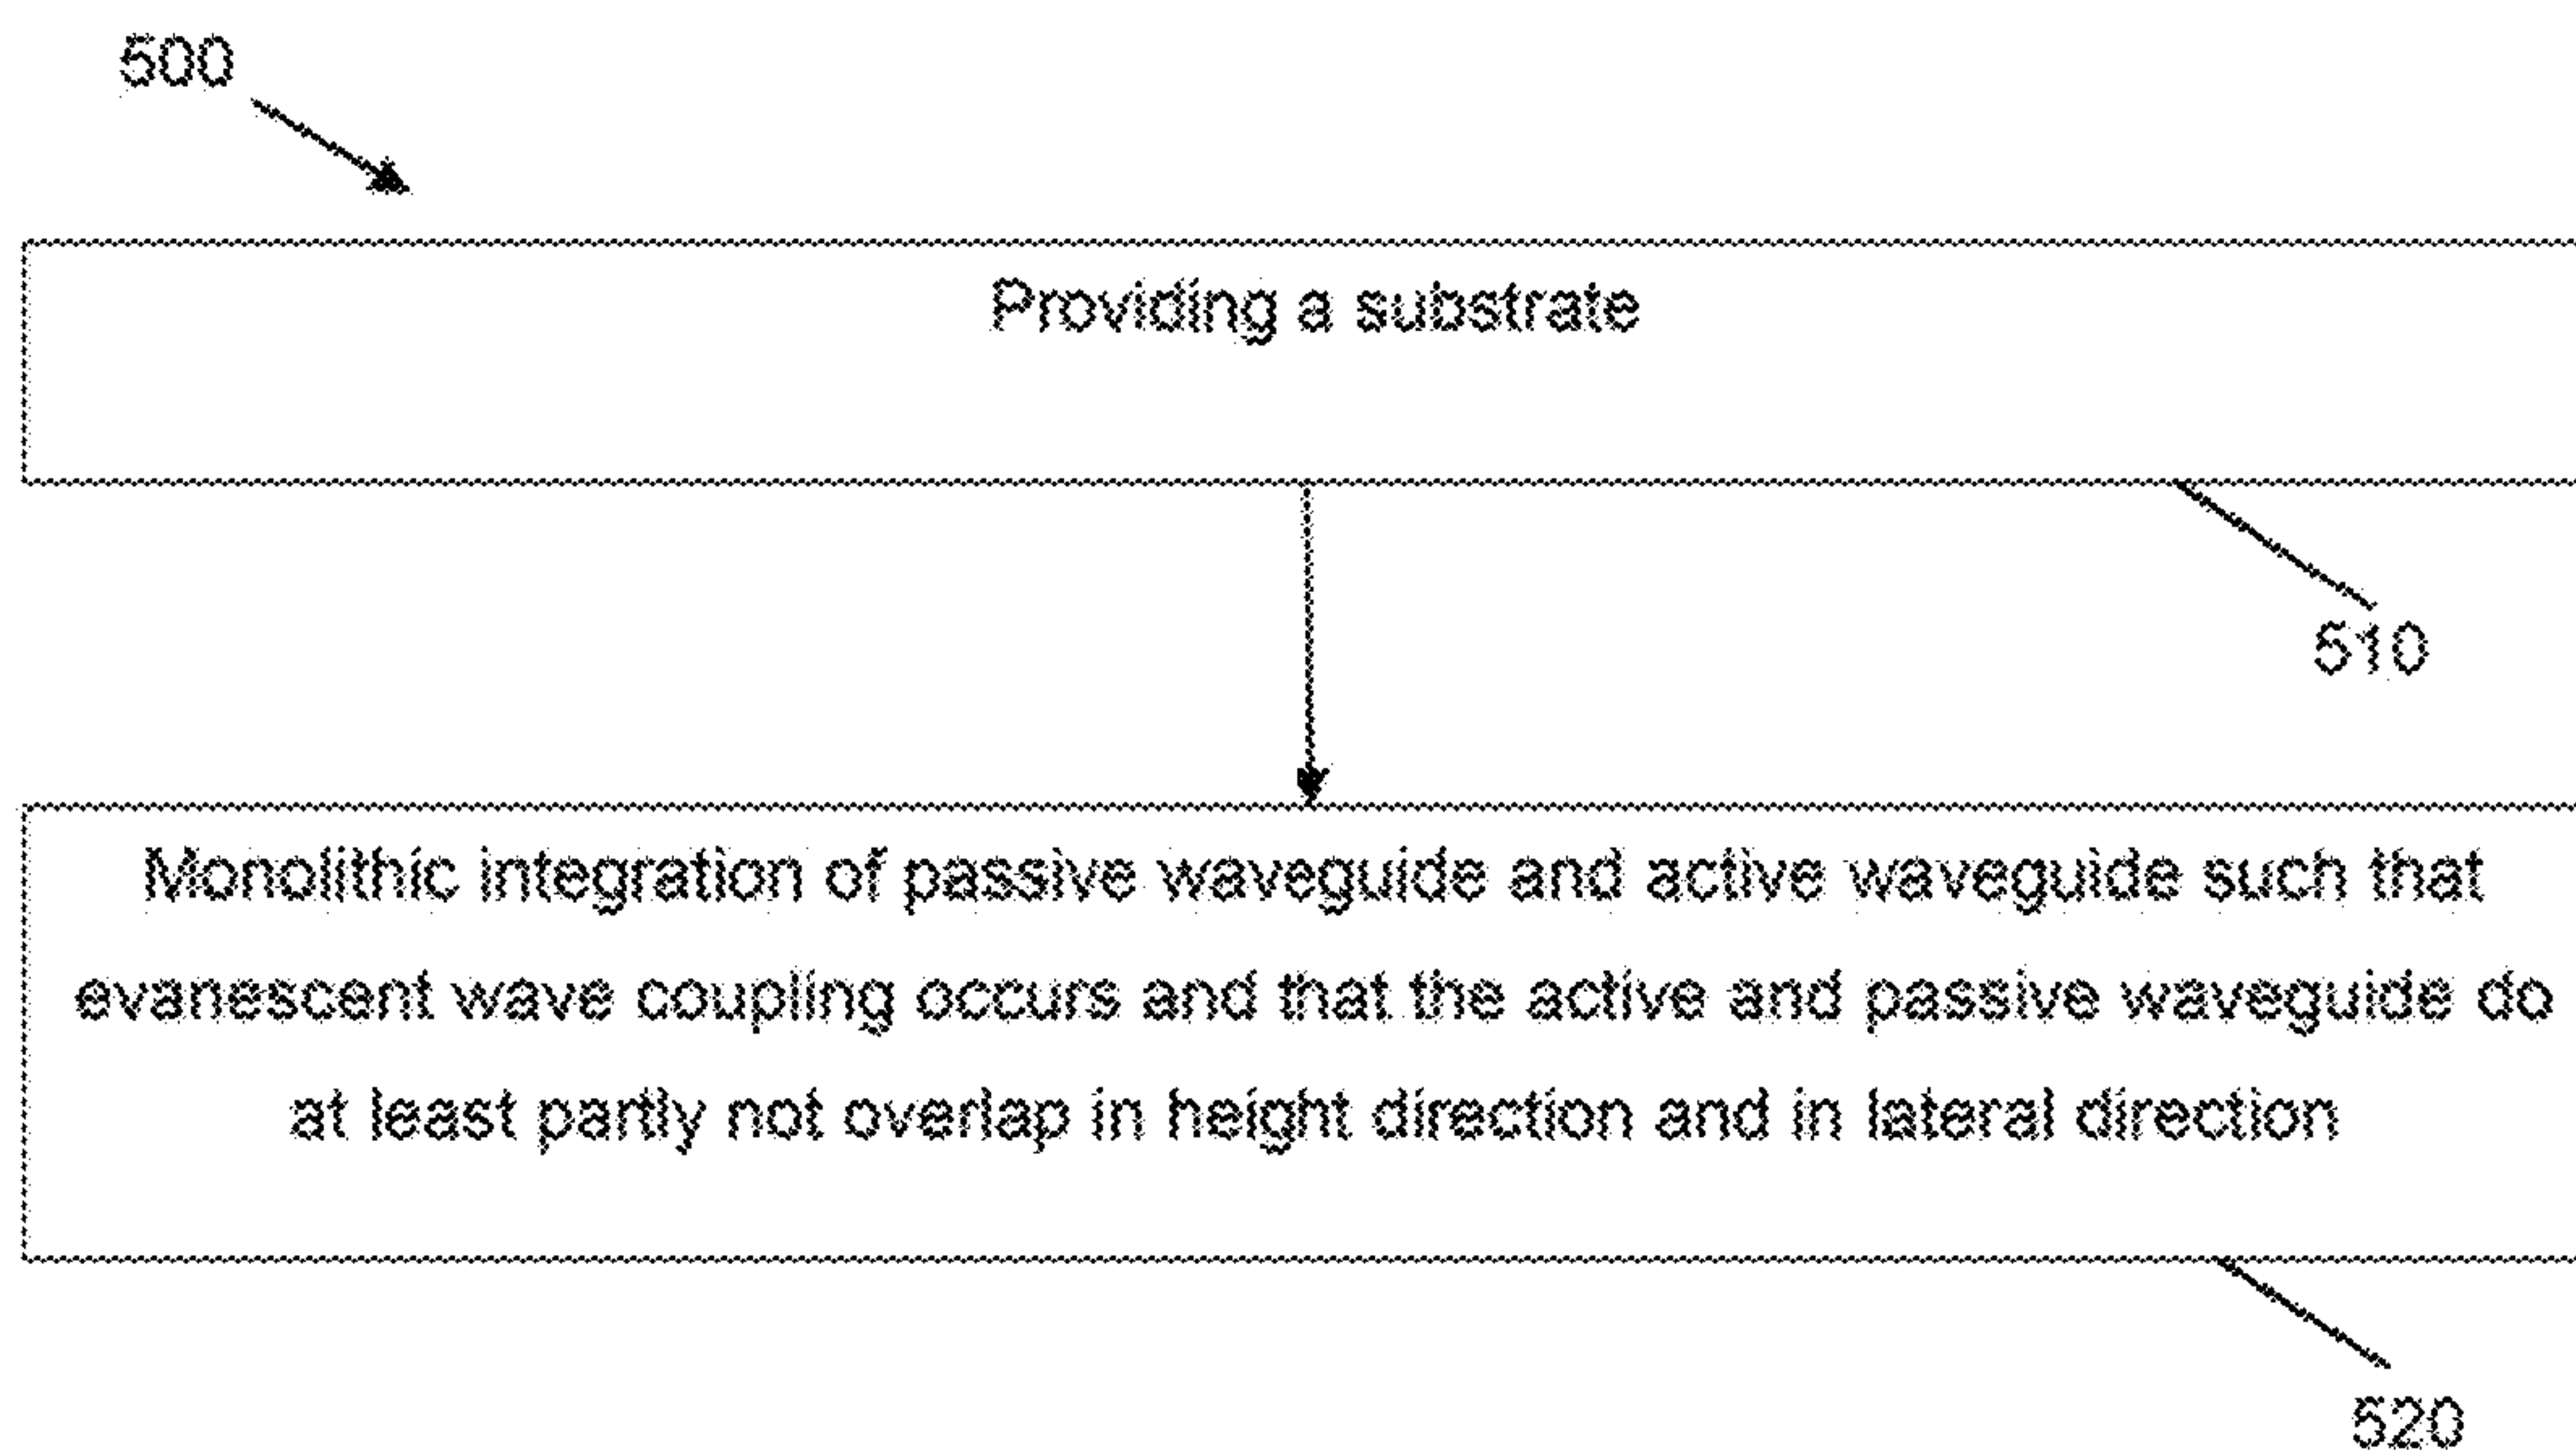 500
Providing a substrate
510
Monolithic integration of passive waveguide and active waveguide such that
evanescent wave coupling occurs and that the active and passive waveguide do
at least partly not overlap in height direction and in lateral direction
520